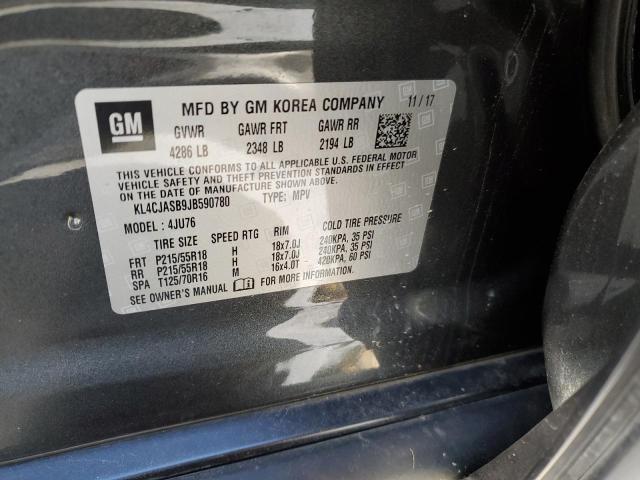 GM
MFD BY GM KOREA COMPANY 11/17
GVWR GAWR FRT GAWR RR
4286 LB 2348 LB 2194 LB
THIS VEHICLE CONFORMS TO ALL APPLICABLE U.S. FEDERAL MOTOR
VEHICLE SAFETY AND THEFT PREVENTION STANDARDS IN EFFECT
ON THE DATE OF MANUFACTURE SHOWN ABOVE.
KL4CJASB9JB590780 TYPE: MPV
MODEL : 4JU76
TIRE SIZE SPEED RTG RIM COLD TIRE PRESSURE
FRT P215/55R18 H 18x7.0J 240KPA, 35 PSI
RR P215/55R18 H 18x7.0J 240KPA, 35 PSI
SPA T125/70R16 M 16x4.0T 420KPA, 60 PSI
SEE OWNER'S MANUAL FOR MORE INFORMATION.